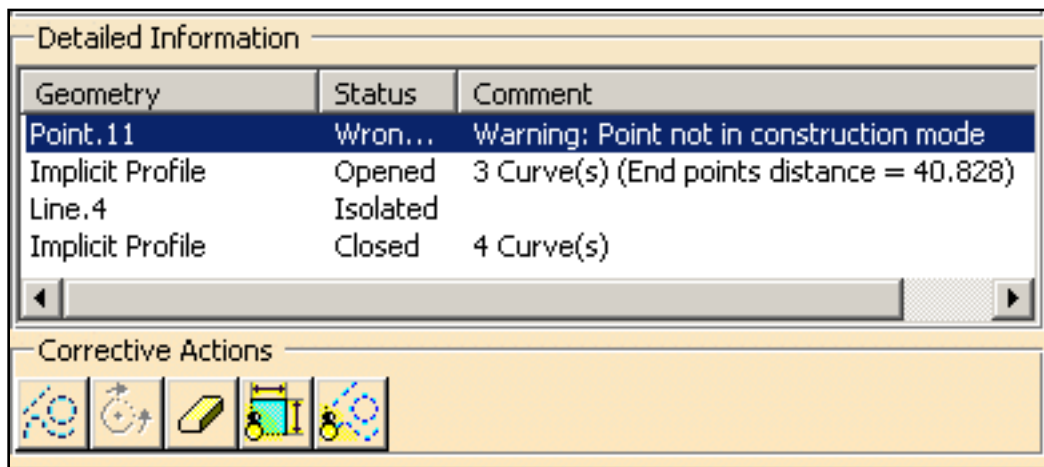 Detailed Information
Geometry Status Comment
Point.11 Wron... Warning: Point not in construction mode
Implicit Profile Opened 3 Curve(s) (End points distance = 40.828)
Line.4 Isolated
Implicit Profile Closed 4 Curve(s)
Corrective Actions